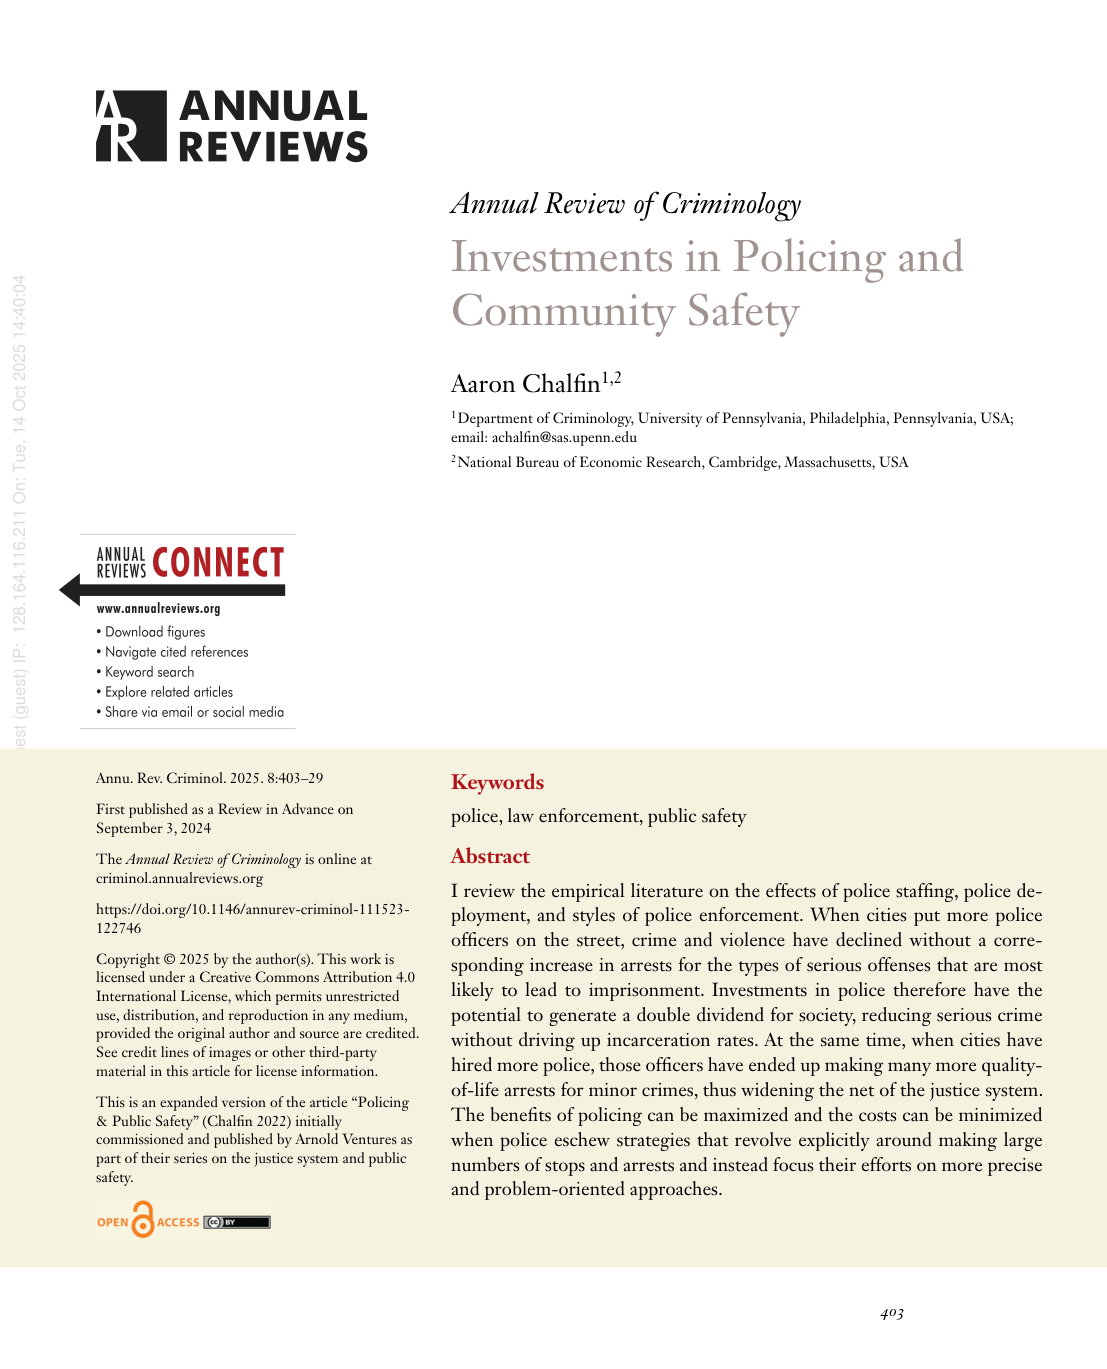 ANNUAL
REVIEWS
Annual Review of Criminology
Investments in Policing and
Community Safety
Aaron Chalfin1,2
1Department of Criminology, University of Pennsylvania, Philadelphia, Pennsylvania, USA;
email: achalfin@sas.upenn.edu
2National Bureau of Economic Research, Cambridge, Massachusetts, USA
(guest) IP: 128.164.116.211 On: Tue, 14 Oct 2025 14:40:04
ANNUAL
REVIEWS CONNECT
www.annualreviews.org
• Download figures
• Navigate cited references
• Keyword search
• Explore related articles
• Share via email or social media
Annu. Rev. Criminol. 2025. 8:403–29
First published as a Review in Advance on
September 3, 2024
The Annual Review of Criminology is online at
criminol.annualreviews.org
https://doi.org/10.1146/annurev-criminol-111523-
122746
Copyright © 2025 by the author(s). This work is
licensed under a Creative Commons Attribution 4.0
International License, which permits unrestricted
use, distribution, and reproduction in any medium,
provided the original author and source are credited.
See credit lines of images or other third-party
material in this article for license information.
This is an expanded version of the article “Policing
& Public Safety” (Chalfin 2022) initially
commissioned and published by Arnold Ventures as
part of their series on the justice system and public
safety.
OPEN ACCESS CC BY
Keywords
police, law enforcement, public safety
Abstract
I review the empirical literature on the effects of police staffing, police de-
ployment, and styles of police enforcement. When cities put more police
officers on the street, crime and violence have declined without a corre-
sponding increase in arrests for the types of serious offenses that are most
likely to lead to imprisonment. Investments in police therefore have the
potential to generate a double dividend for society, reducing serious crime
without driving up incarceration rates. At the same time, when cities have
hired more police, those officers have ended up making many more quality-
of-life arrests for minor crimes, thus widening the net of the justice system.
The benefits of policing can be maximized and the costs can be minimized
when police eschew strategies that revolve explicitly around making large
numbers of stops and arrests and instead focus their efforts on more precise
and problem-oriented approaches.
403